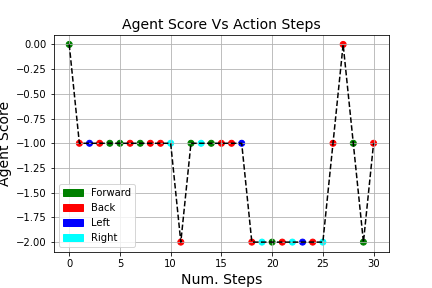 Agent Score Vs Action Steps
0.00
-0.25
-0.50
-0.75
-1.00
-1.25
-1.50
-1.75
-2.00
Agent Score
Forward
Back
Left
Right
0 5 10 15 20 25 30
Num. Steps